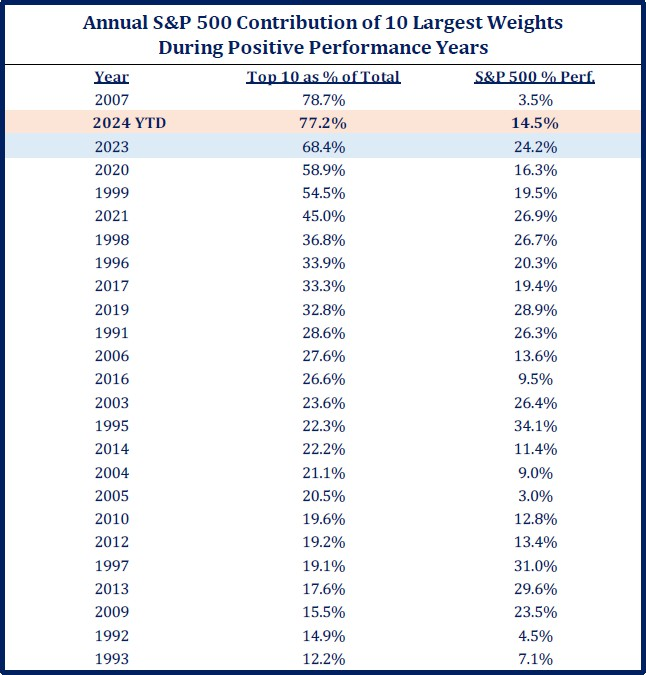 Annual S&P 500 Contribution of 10 Largest Weights
During Positive Performance Years
Year Top 10 as % of Total S&P 500 % Perf.
2007 78.7% 3.5%
2024 YTD 77.2% 14.5%
2023 68.4% 24.2%
2020 58.9% 16.3%
1999 54.5% 19.5%
2021 45.0% 26.9%
1998 36.8% 26.7%
1996 33.9% 20.3%
2017 33.3% 19.4%
2019 32.8% 28.9%
1991 28.6% 26.3%
2006 27.6% 13.6%
2016 26.6% 9.5%
2003 23.6% 26.4%
1995 22.3% 34.1%
2014 22.2% 11.4%
2004 21.1% 9.0%
2005 20.5% 3.0%
2010 19.6% 12.8%
2012 19.2% 13.4%
1997 19.1% 31.0%
2013 17.6% 29.6%
2009 15.5% 23.5%
1992 14.9% 4.5%
1993 12.2% 7.1%